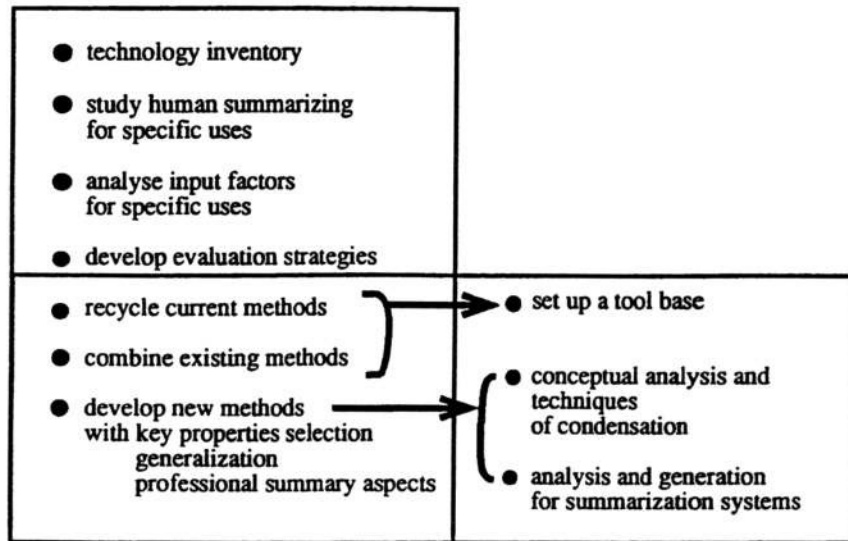 ● technology inventory
● study human summarizing
for specific uses
● analyse input factors
for specific uses
● develop evaluation strategies
● recycle current methods
● combine existing methods
● develop new methods
with key properties selection
generalization
professional summary aspects
● set up a tool base
● conceptual analysis and
techniques
of condensation
● analysis and generation
for summarization systems